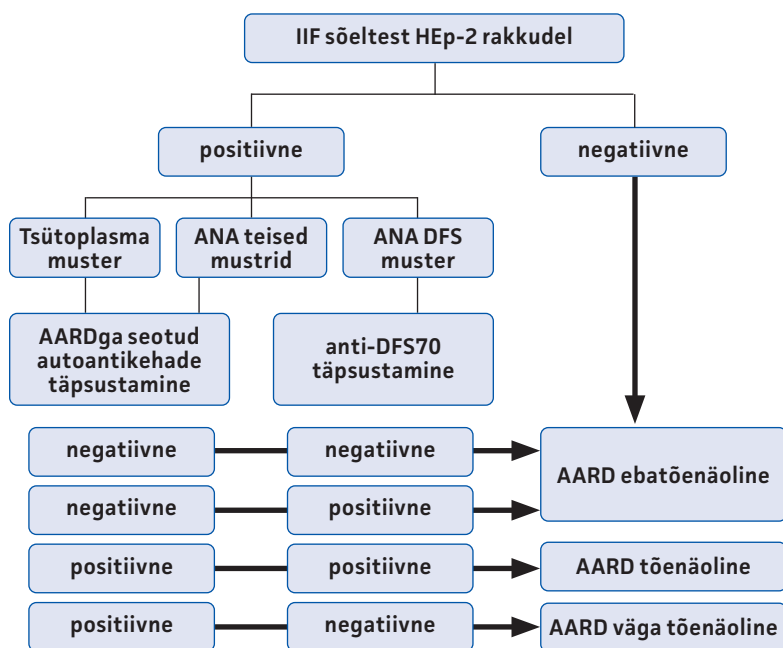 IIF sõeltest HEp-2 rakkudel
positiivne
negatiivne
Tsütoplasma
muster
ANA teised
mustrid
ANA DFS
muster
AARDga seotud
autoantikehade
täpsustamine
anti-DFS70
täpsustamine
negatiivne
negatiivne
AARD ebatõenäoline
negatiivne
positiivne
positiivne
positiivne
AARD tõenäoline
positiivne
negatiivne
AARD väga tõenäoline